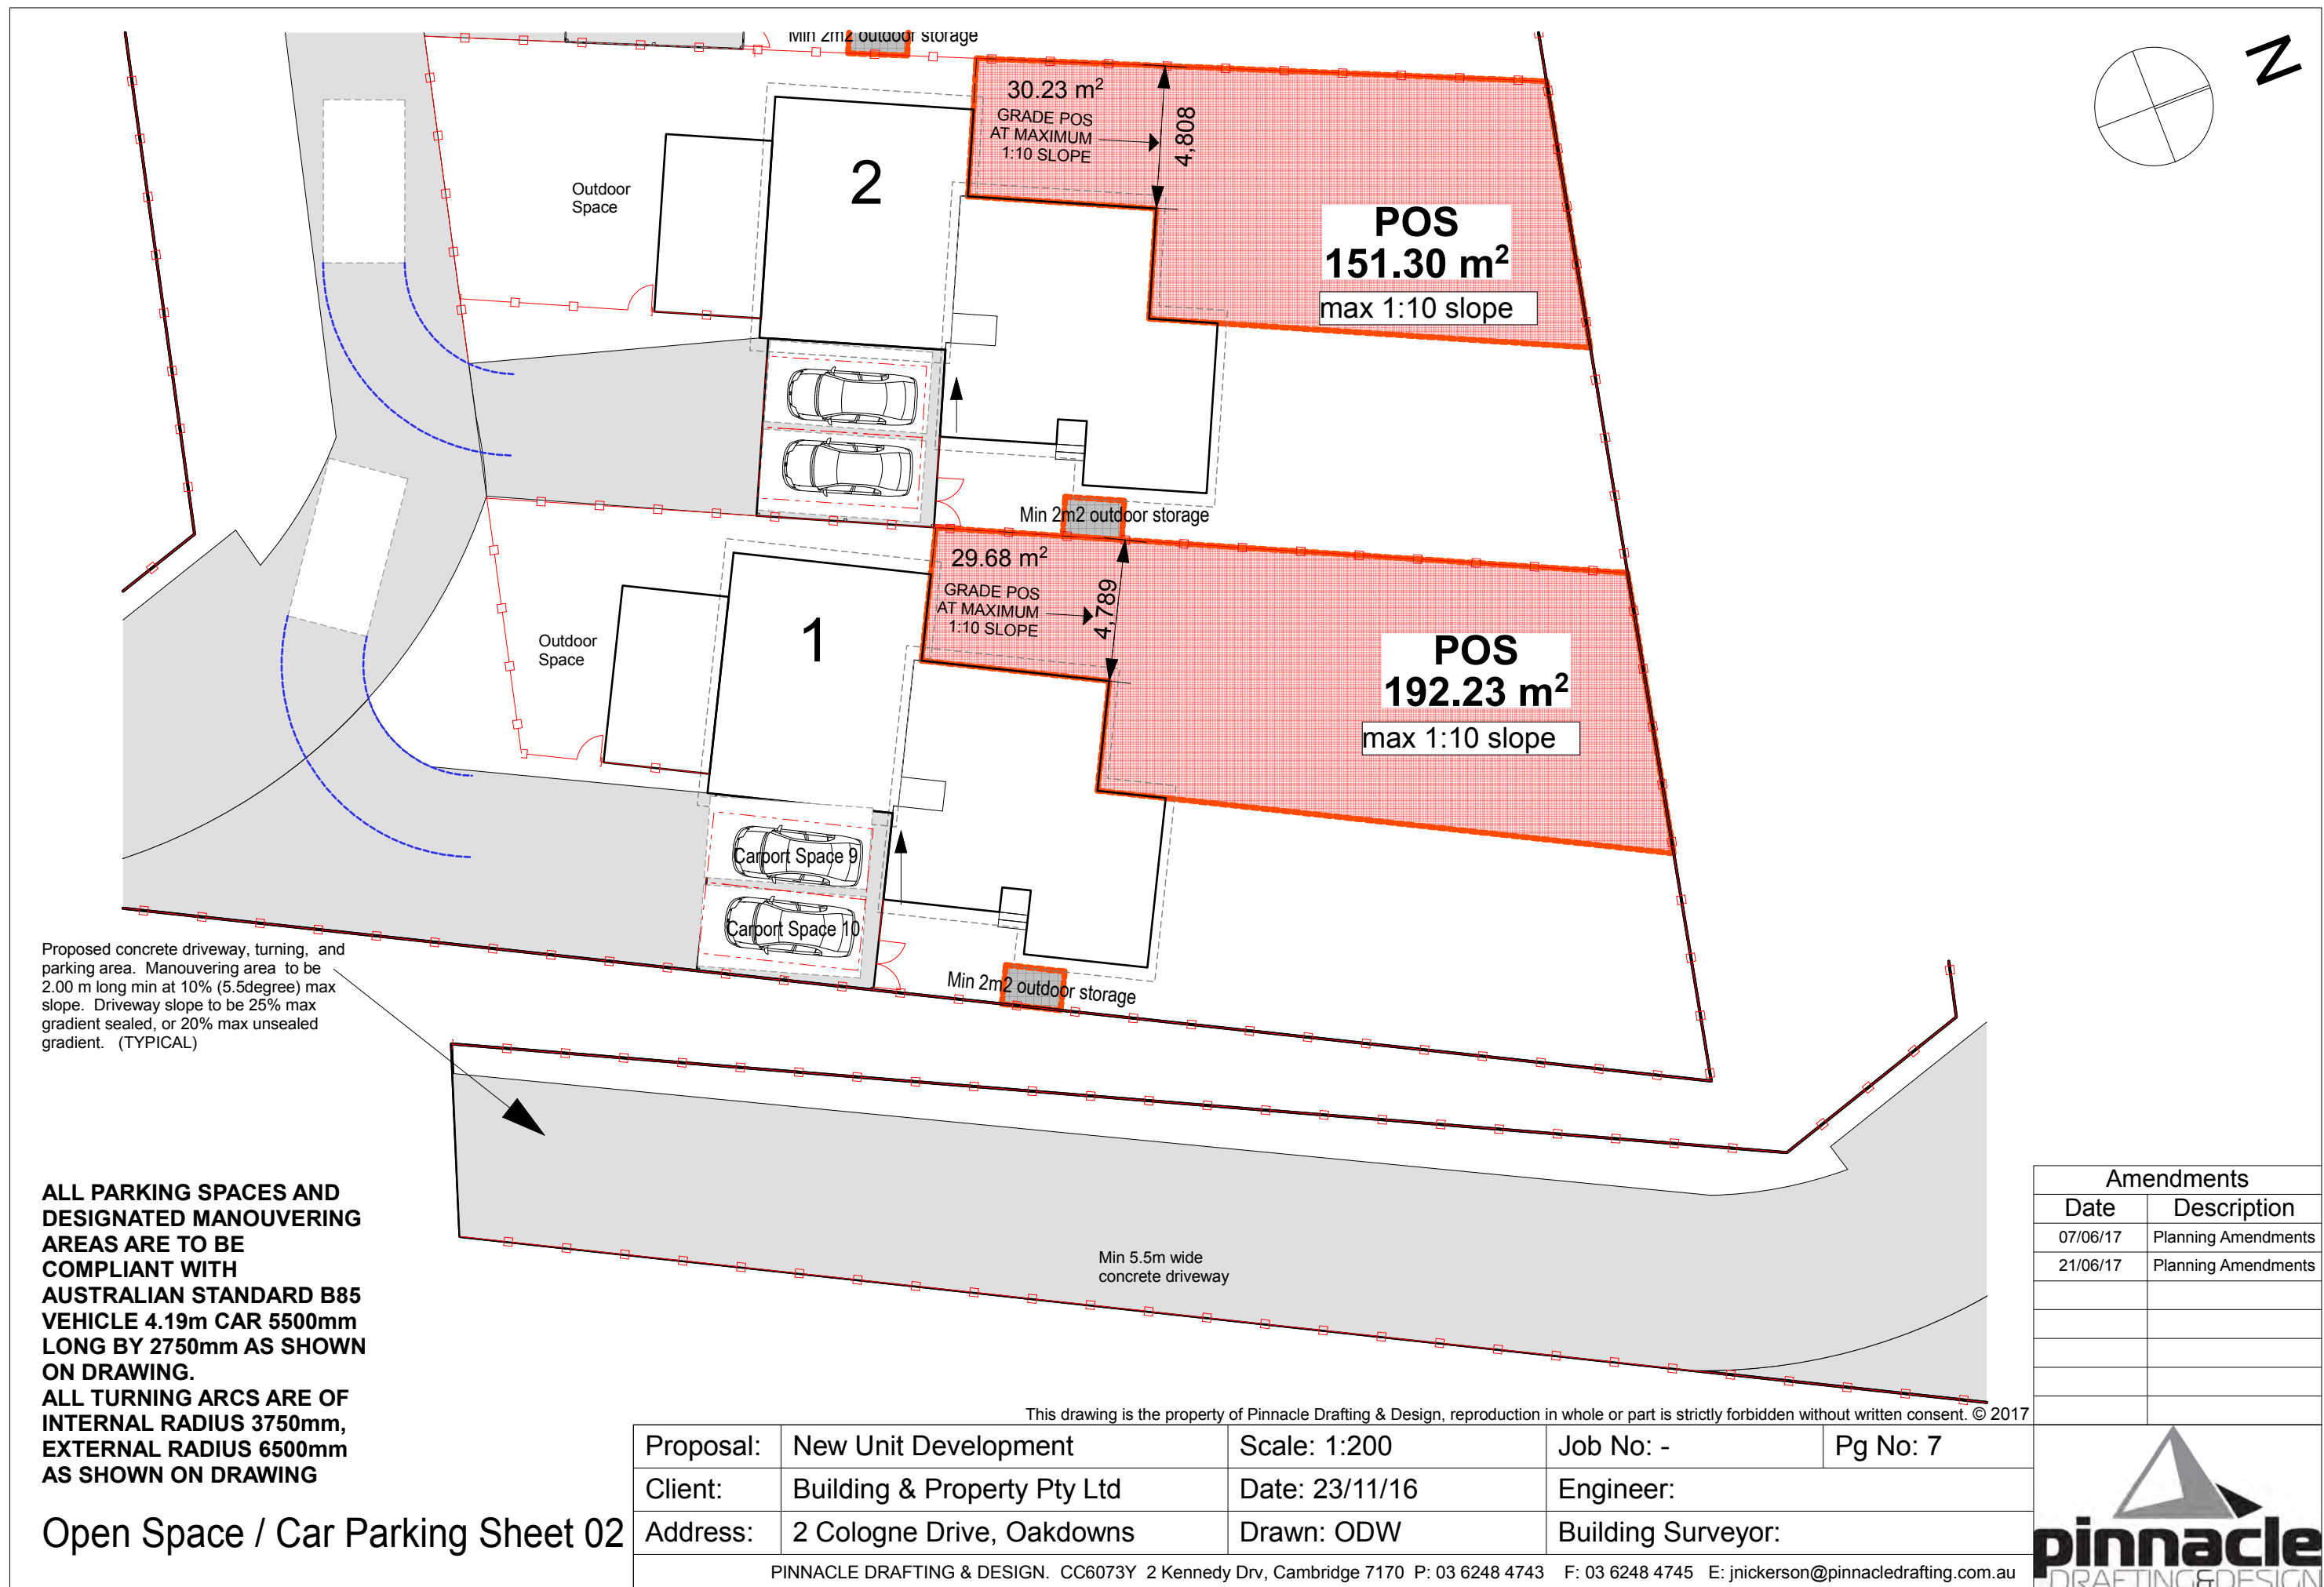 Min 2m2 outdoor storage
N
30.23 m²
GRADE POS
AT MAXIMUM
1:10 SLOPE
4,808
2
Outdoor
Space
POS
151.30 m²
max 1:10 slope
Min 2m2 outdoor storage
29.68 m²
GRADE POS
AT MAXIMUM
1:10 SLOPE
4,789
1
Outdoor
Space
POS
192.23 m²
max 1:10 slope
Carport Space 9
Carport Space 10
Min 2m2 outdoor storage
Proposed concrete driveway, turning, and
parking area. Manouvering area to be
2.00 m long min at 10% (5.5degree) max
slope. Driveway slope to be 25% max
gradient sealed, or 20% max unsealed
gradient. (TYPICAL)
Min 5.5m wide
concrete driveway
ALL PARKING SPACES AND
DESIGNATED MANOUVERING
AREAS ARE TO BE
COMPLIANT WITH
AUSTRALIAN STANDARD B85
VEHICLE 4.19m CAR 5500mm
LONG BY 2750mm AS SHOWN
ON DRAWING.
ALL TURNING ARCS ARE OF
INTERNAL RADIUS 3750mm,
EXTERNAL RADIUS 6500mm
AS SHOWN ON DRAWING
Open Space / Car Parking Sheet 02
Amendments
Date Description
07/06/17 Planning Amendments
21/06/17 Planning Amendments
This drawing is the property of Pinnacle Drafting & Design, reproduction in whole or part is strictly forbidden without written consent. © 2017
Proposal: New Unit Development Scale: 1:200 Job No: - Pg No: 7
Client: Building & Property Pty Ltd Date: 23/11/16 Engineer:
Address: 2 Cologne Drive, Oakdowns Drawn: ODW Building Surveyor:
PINNACLE DRAFTING & DESIGN. CC6073Y 2 Kennedy Drv, Cambridge 7170 P: 03 6248 4743 F: 03 6248 4745 E: jnickerson@pinnacledrafting.com.au
pinnacle
DRAFTING&DESIGN